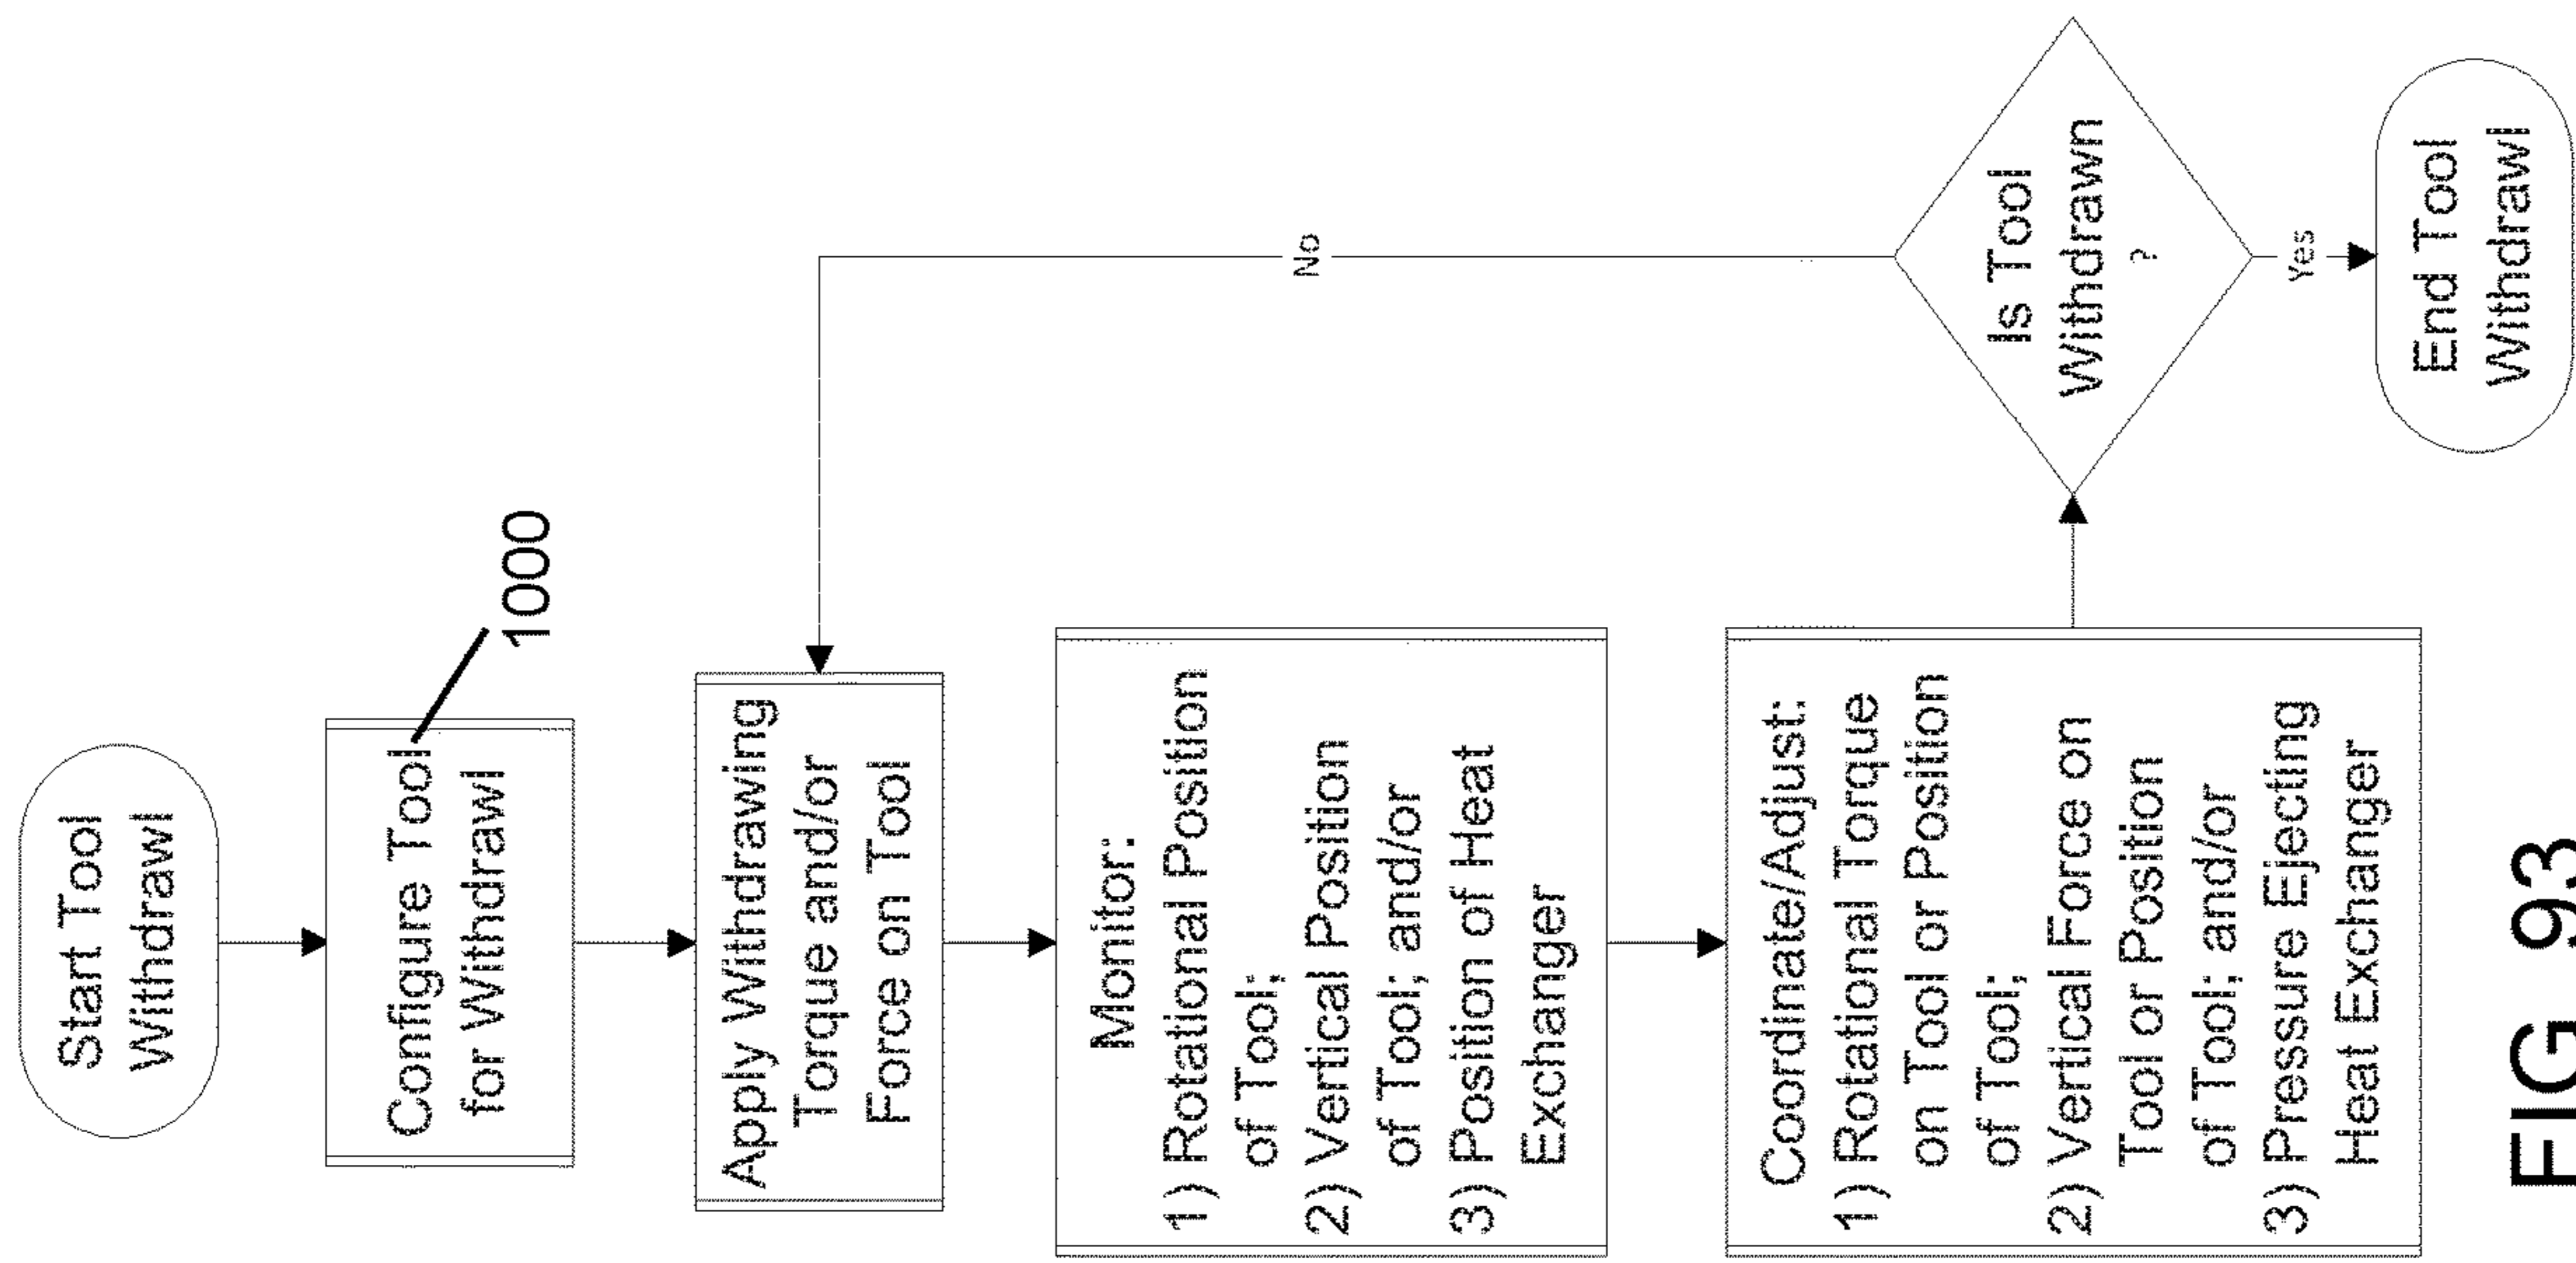 Start Tool
Withdrawl
Configure Tool
for Withdrawl
1000
Apply Withdrawing
Torque and/or
Force on Tool
Monitor:
1) Rotational Position
of Tool;
2) Vertical Position
of Tool; and/or
3) Position of Heat
Exchanger
Coordinate/Adjust:
1) Rotational Torque
on Tool or Position
of Tool;
2) Vertical Force on
Tool or Position
of Tool; and/or
3) Pressure Ejecting
Heat Exchanger
Is Tool
Withdrawn
?
No
Yes
End Tool
Withdrawl
FIG 93